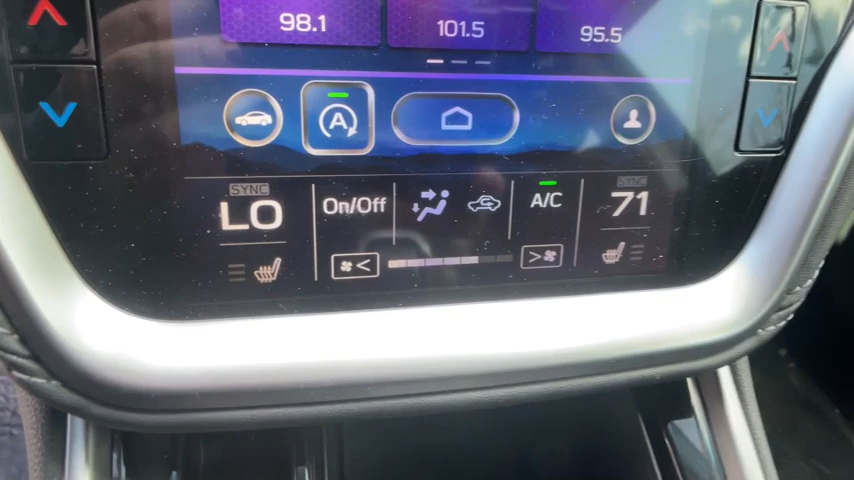 98.1 101.5 95.5
A
SYNC SYNC
LO On/Off A/C 71
< >